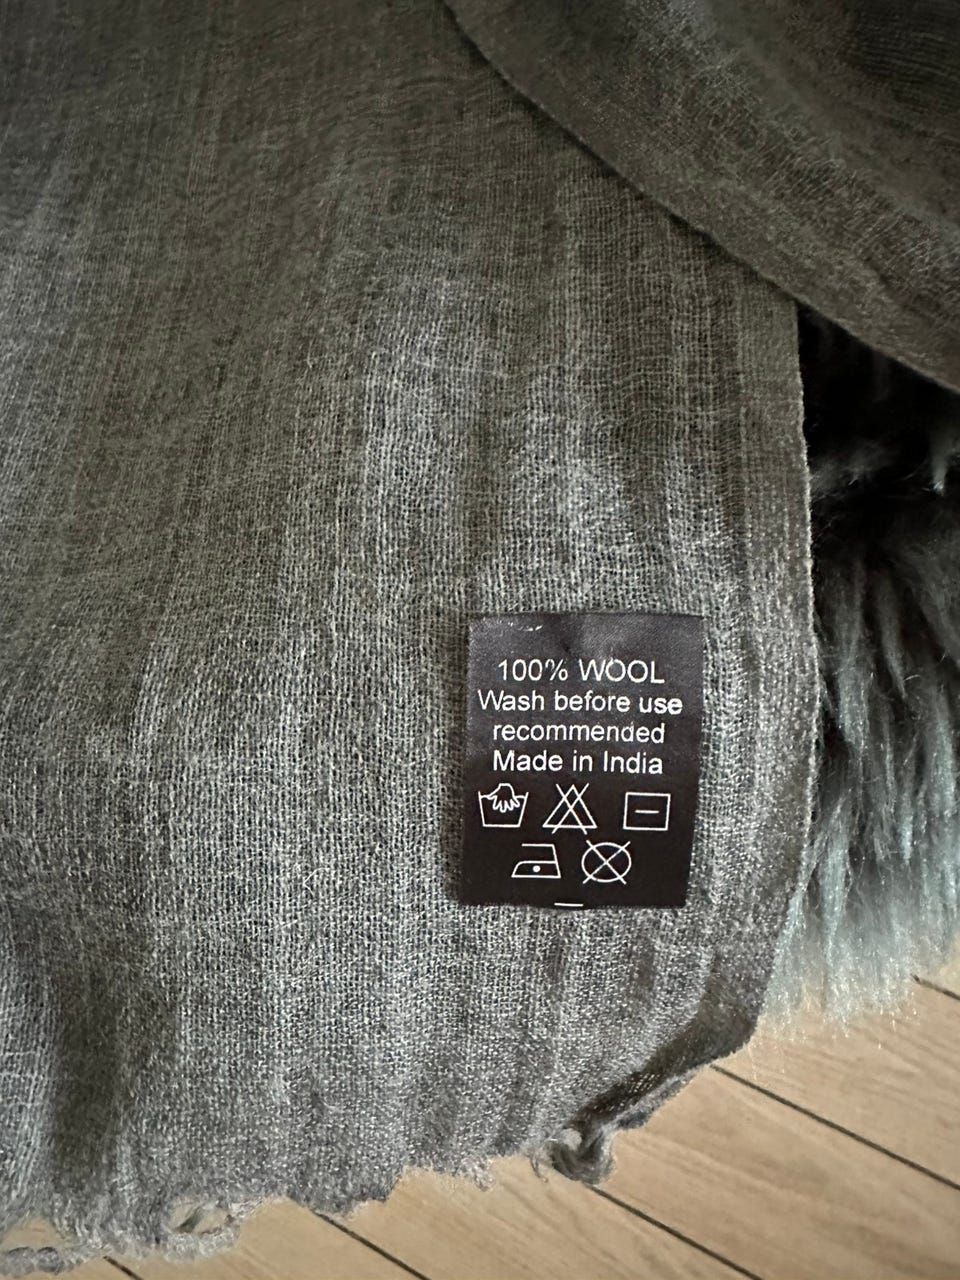 100% WOOL
Wash before use
recommended
Made in India